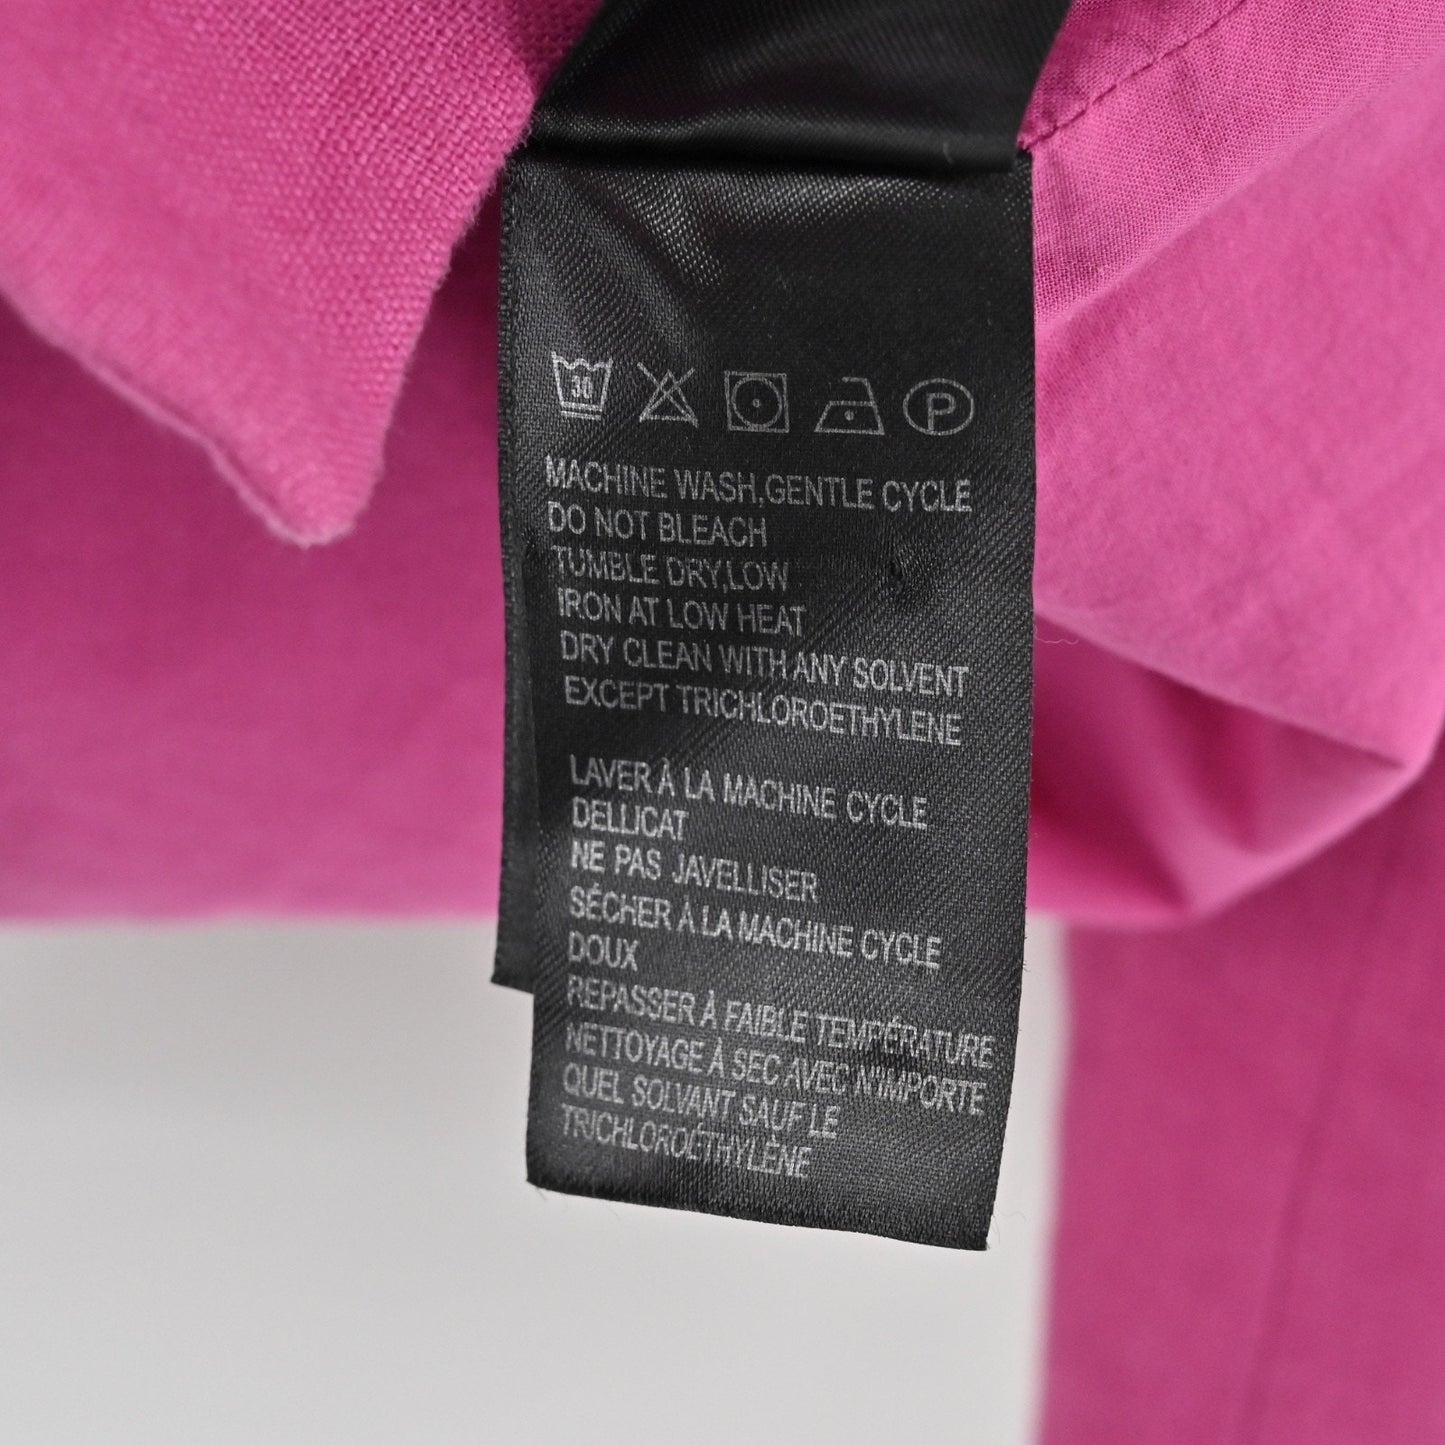 30 P
MACHINE WASH,GENTLE CYCLE
DO NOT BLEACH
TUMBLE DRY,LOW
IRON AT LOW HEAT
DRY CLEAN WITH ANY SOLVENT
EXCEPT TRICHLOROETHYLENE
LAVER À LA MACHINE CYCLE
DELLICAT
NE PAS JAVELLISER
SÉCHER À LA MACHINE CYCLE
DOUX
REPASSER À FAIBLE TEMPÉRATURE
NETTOYAGE À SEC AVEC N'IMPORTE
QUEL SOLVANT SAUF LE
TRICHLOROÉTHYLÈNE